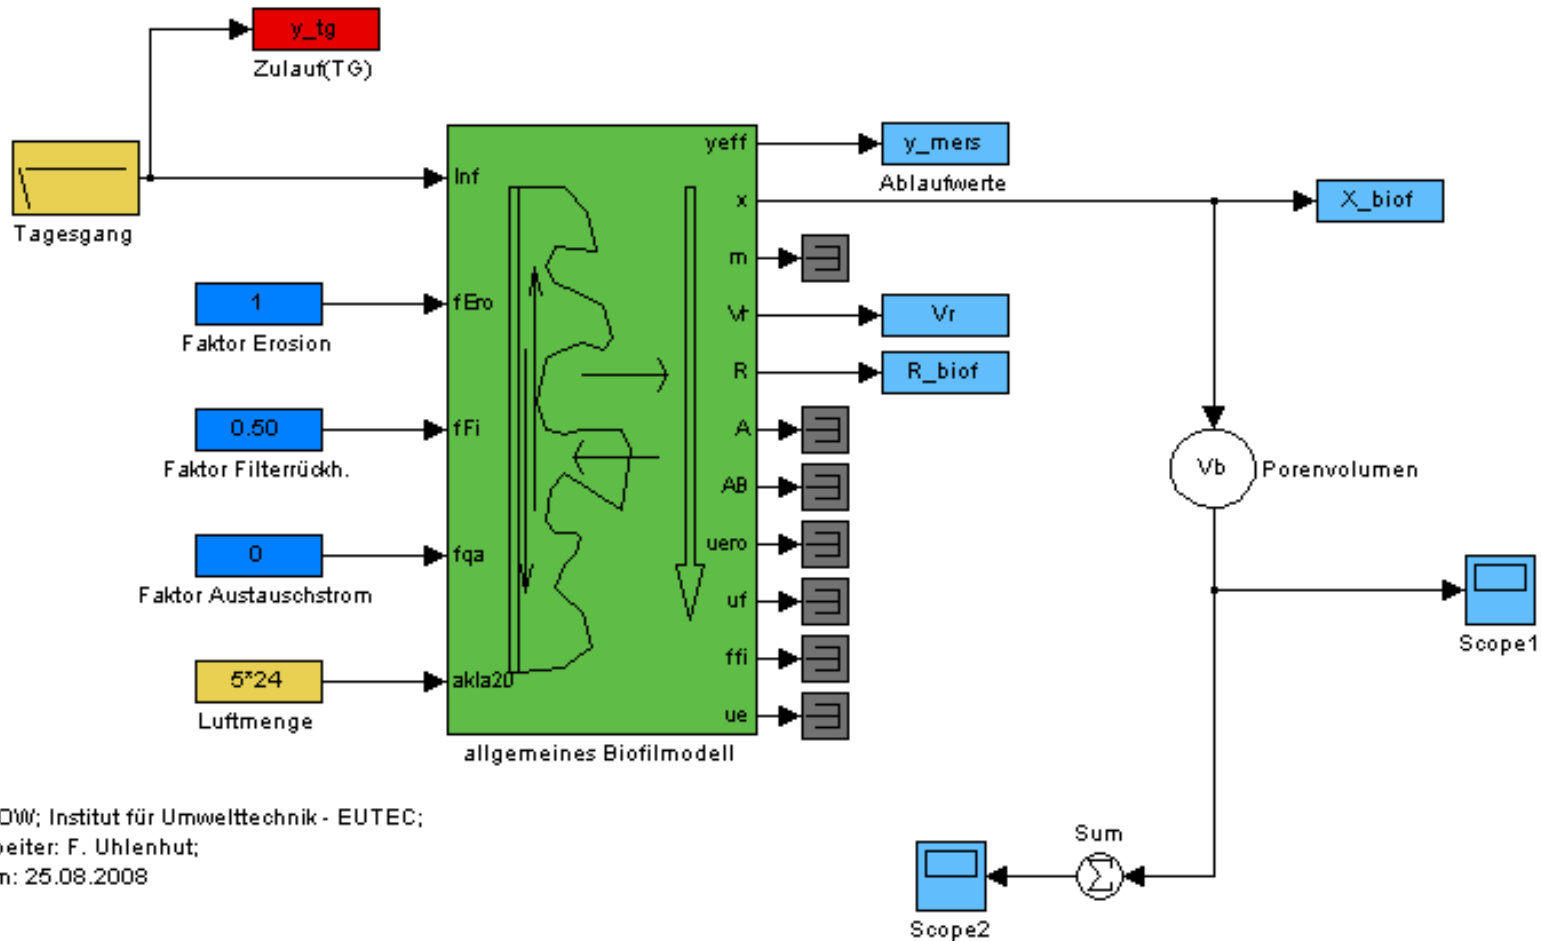 y_tg
Zulauf(TG)
Tagesgang
1
Faktor Erosion
0.50
Faktor Filterrückh.
0
Faktor Austauschstrom
5*24
Luftmenge
Inf
fEro
fFi
fqa
akla20
yeff
x
m
Vr
R
A
AB
uero
uf
ffi
ue
allgemeines Biofilmodell
y_mers
Ablaufwerte
X_biof
Vr
R_biof
Vb
Porenvolumen
Scope1
Sum
Scope2
OW; Institut für Umwelttechnik - EUTEC;
beiter: F. Uhlenhut;
n: 25.08.2008